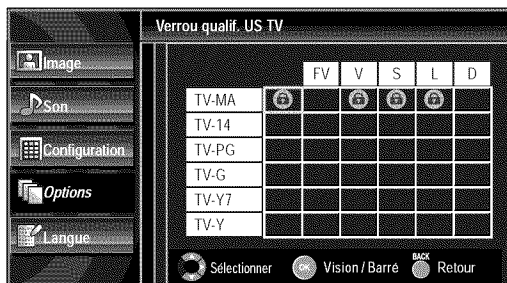 Verrou qualif. US TV
Image
Son
Configuration
Options
Langue
FV V S L D
TV-MA
TV-14
TV-PG
TV-G
TV-Y7
TV-Y
Sélectionner OK Vision / Barré BACK Retour